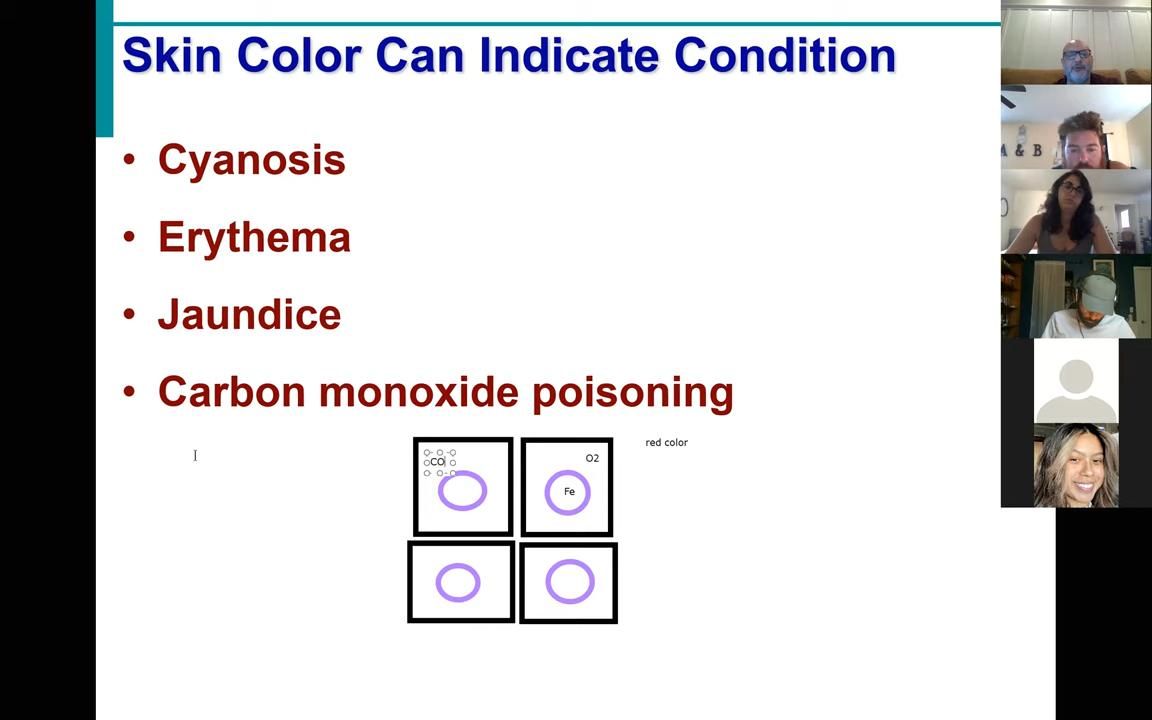 Skin Color Can Indicate Condition
• Cyanosis
• Erythema
• Jaundice
• Carbon monoxide poisoning
red color
CO
O2
Fe
A & B